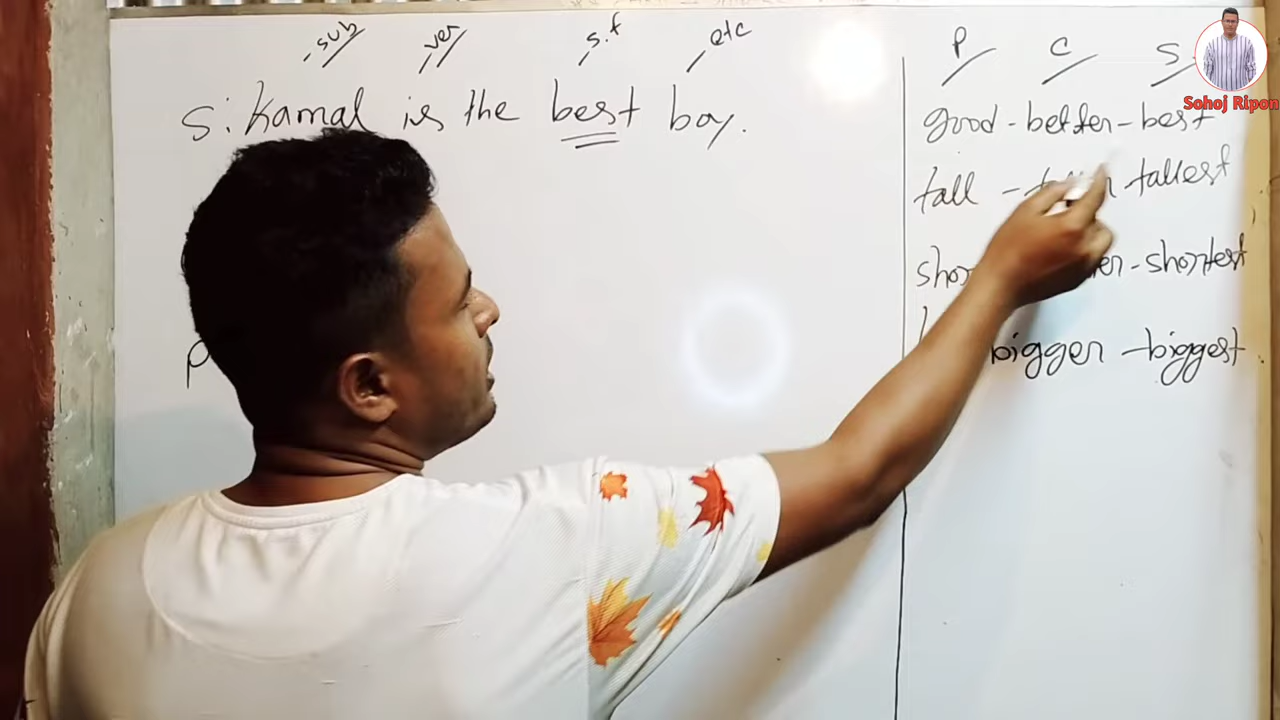 sub ver s.f etc
S: Kamal is the best boy.
P
P C S
good - better - best
tall - tallest
- shortest
bigger - biggest
Sohoj Ripon